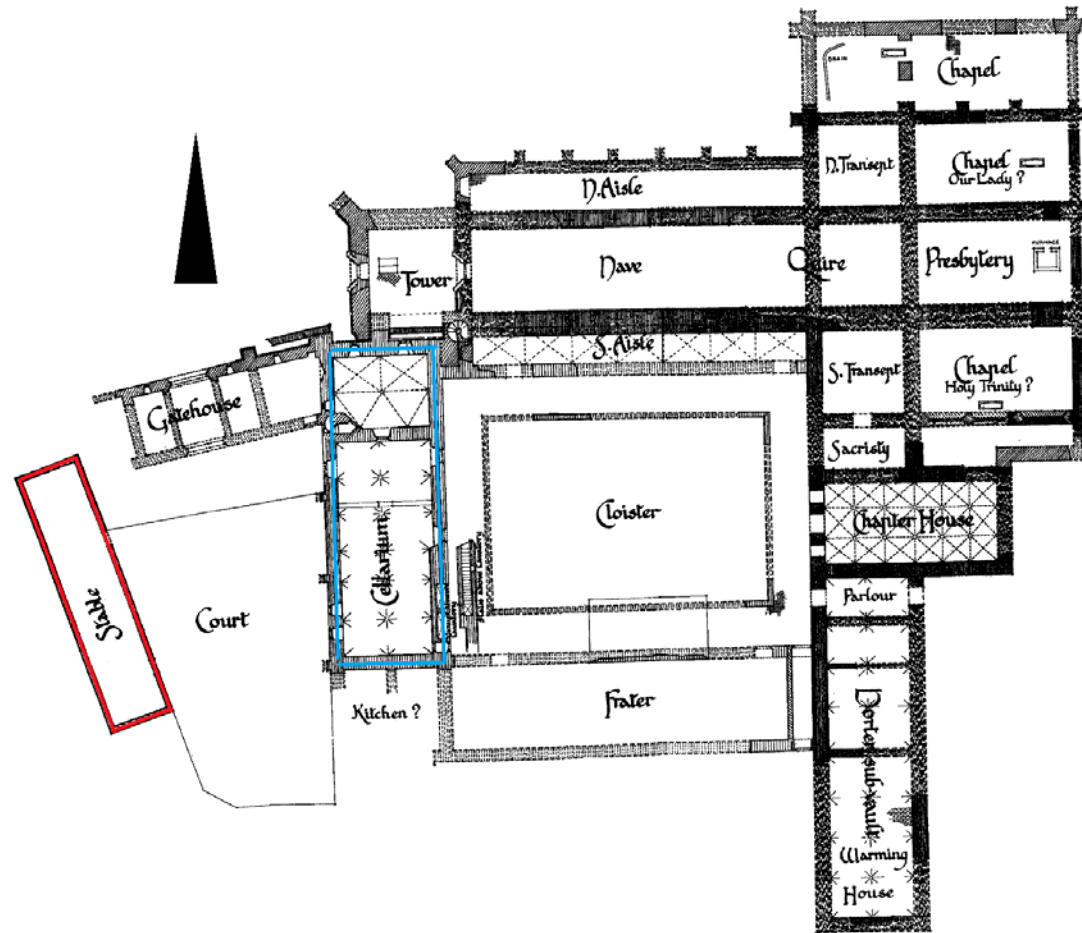 DRAIN
Chapel
N. Transept
Chapel
Our Lady ?
N. Aisle
Nave
Quire
Presbytery
FURNACE
Tower
S. Aisle
S. Transept
Chapel
Holy Trinity ?
Gatehouse
Sacristy
Cloister
Chapter House
Cellarium
Stable
Court
Parlour
Kitchen ?
Frater
Dorter sub-vault
Warming
House